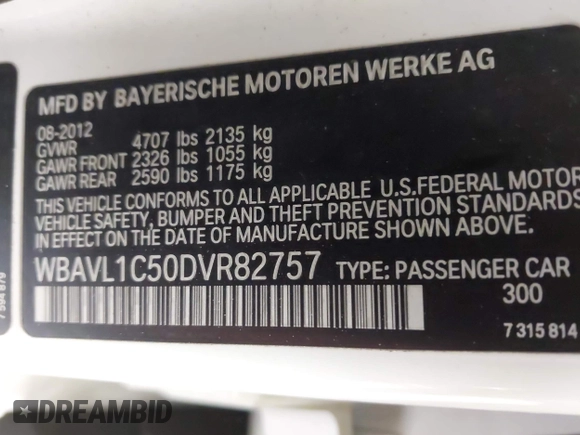 MFD BY BAYERISCHE MOTOREN WERKE AG
08-2012
GVWR 4707 lbs 2135 kg
GAWR FRONT 2326 lbs 1055 kg
GAWR REAR 2590 lbs 1175 kg
THIS VEHICLE CONFORMS TO ALL APPLICABLE U.S.FEDERAL MOTOR
VEHICLE SAFETY, BUMPER AND THEFT PREVENTION STANDARDS
IN EFFECT ON THE DATE OF MANUFACTURE SHOWN ABOVE.
WBAVL1C50DVR82757 TYPE: PASSENGER CAR
300
7 315 814
7 594 679
DREAMBID